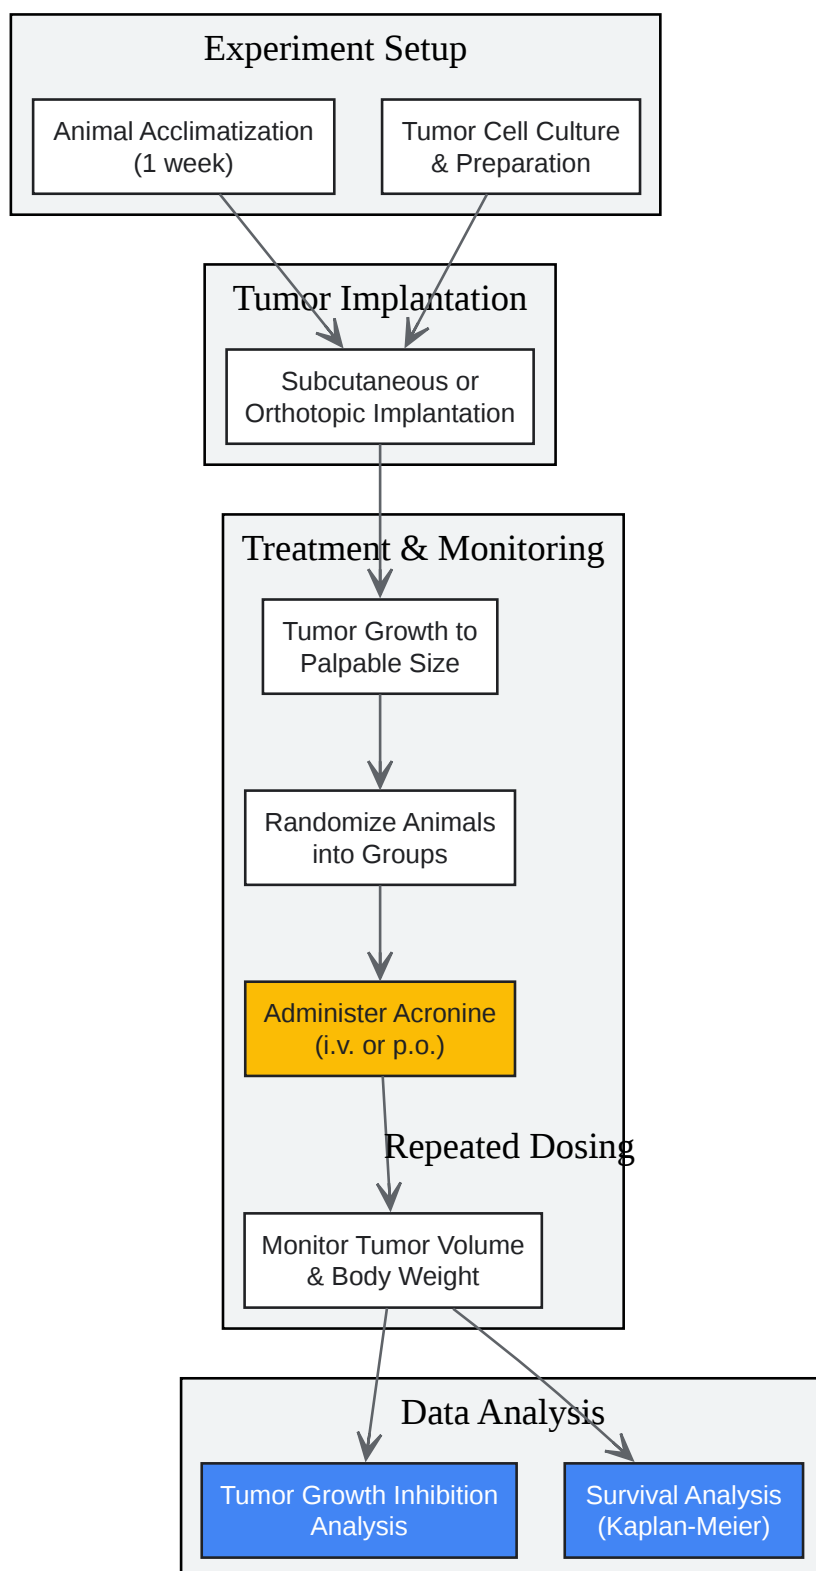 Experiment Setup
Animal Acclimatization
(1 week)
Tumor Cell Culture
& Preparation
Tumor Implantation
Subcutaneous or
Orthotopic Implantation
Treatment & Monitoring
Tumor Growth to
Palpable Size
Randomize Animals
into Groups
Administer Acronine
(i.v. or p.o.)
Repeated Dosing
Monitor Tumor Volume
& Body Weight
Data Analysis
Tumor Growth Inhibition
Analysis
Survival Analysis
(Kaplan-Meier)